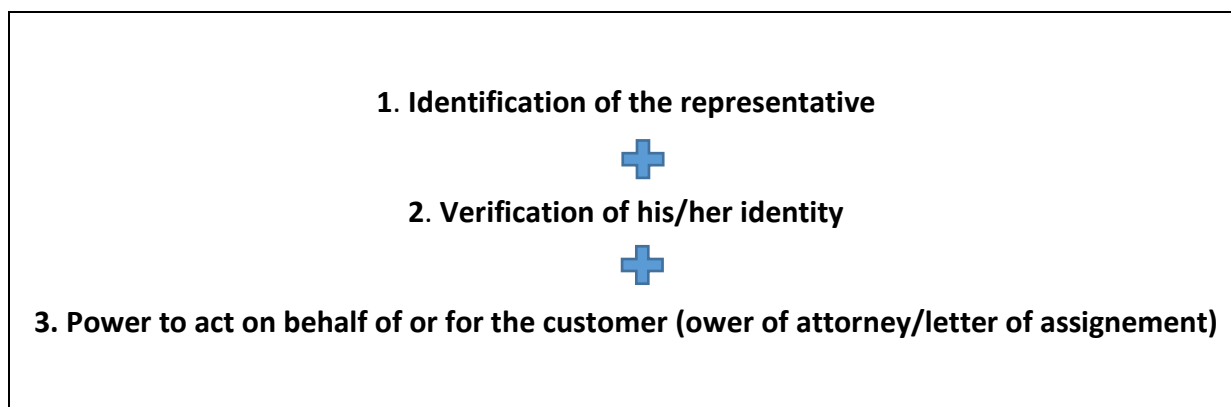 1. Identification of the representative
2. Verification of his/her identity
3. Power to act on behalf of or for the customer (ower of attorney/letter of assignement)